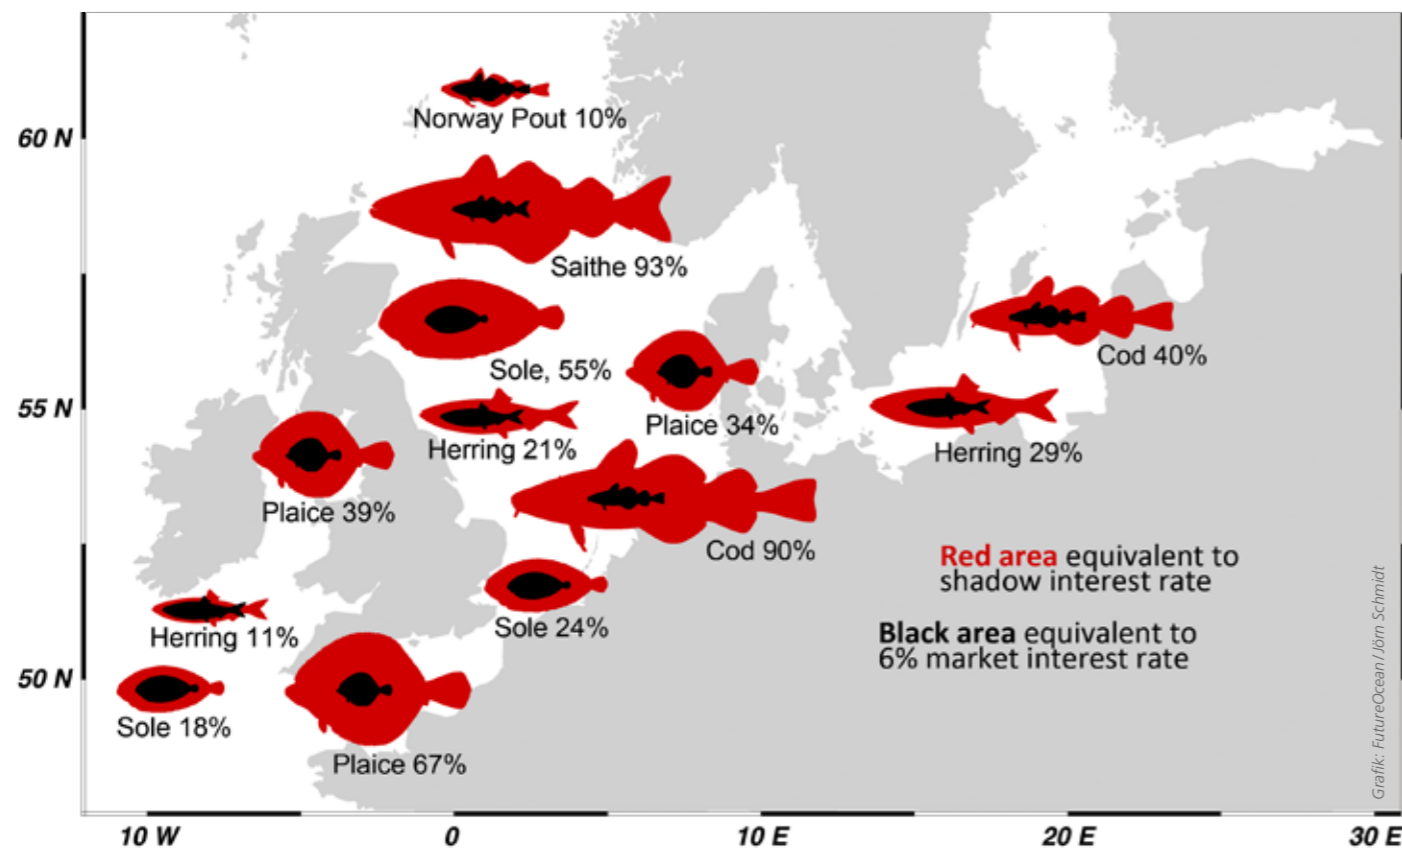 Norway Pout 10%
60 N
Saithe 93%
Sole, 55%
Cod 40%
55 N
Plaice 34%
Herring 21%
Herring 29%
Plaice 39%
Cod 90%
Red area equivalent to
shadow interest rate
Sole 24%
Herring 11%
Black area equivalent to
6% market interest rate
50 N
Sole 18%
Plaice 67%
10 W
0
10 E
20 E
30 E
Grafik: FutureOcean/Jörn Schmidt